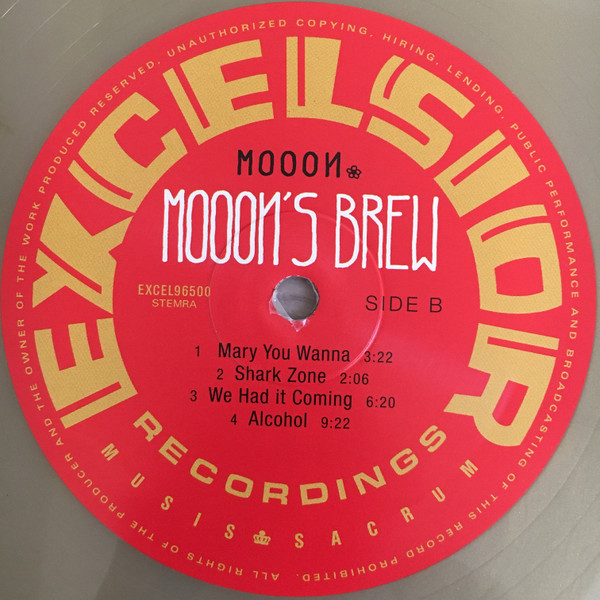 ALL RIGHTS OF THE PRODUCER AND THE OWNER OF THE WORK PRODUCED RESERVED. UNAUTHORIZED COPYING, HIRING, LENDING, PUBLIC PERFORMANCE AND BROADCASTING OF THIS RECORD PROHIBITED.
EXCELSIOR
MOOON
MOOON'S BREW
EXCEL96500
STEMRA
SIDE B
1 Mary You Wanna 3:22
2 Shark Zone 2:06
3 We Had it Coming 6:20
4 Alcohol 9:22
RECORDINGS
MUSIS SACRUM